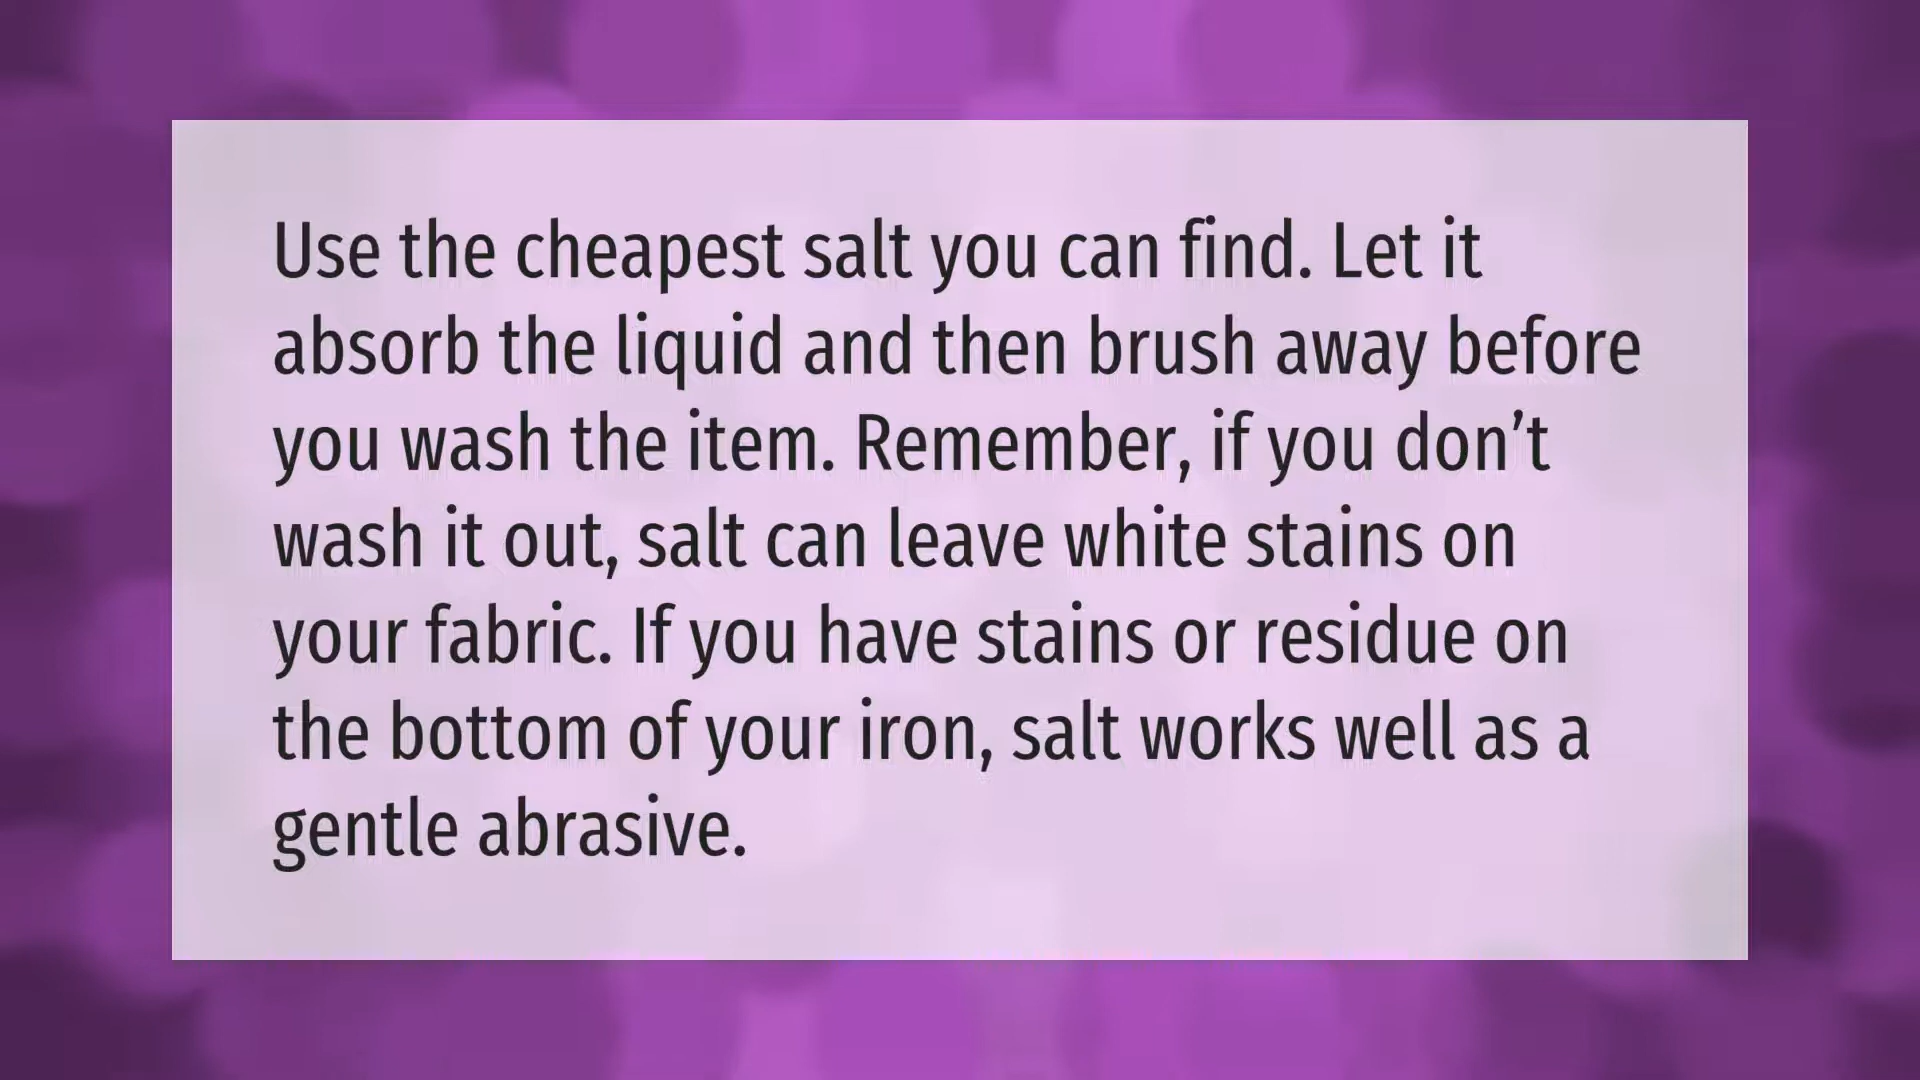 Use the cheapest salt you can find. Let it
absorb the liquid and then brush away before
you wash the item. Remember, if you don’t
wash it out, salt can leave white stains on
your fabric. If you have stains or residue on
the bottom of your iron, salt works well as a
gentle abrasive.